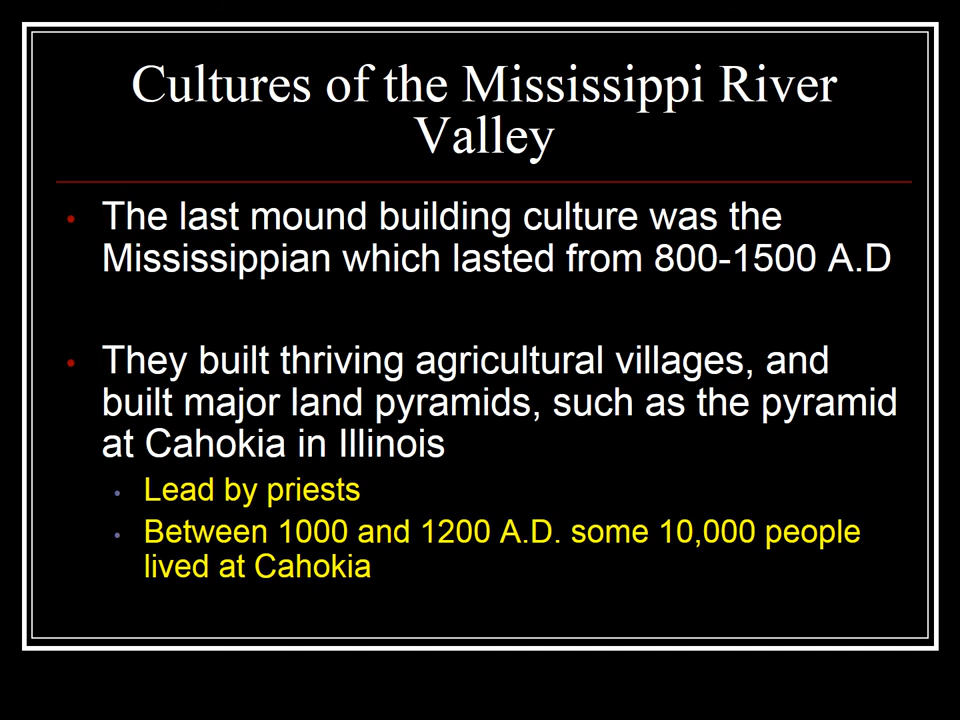 Cultures of the Mississippi River
Valley
• The last mound building culture was the
Mississippian which lasted from 800-1500 A.D
• They built thriving agricultural villages, and
built major land pyramids, such as the pyramid
at Cahokia in Illinois
• Lead by priests
• Between 1000 and 1200 A.D. some 10,000 people
lived at Cahokia